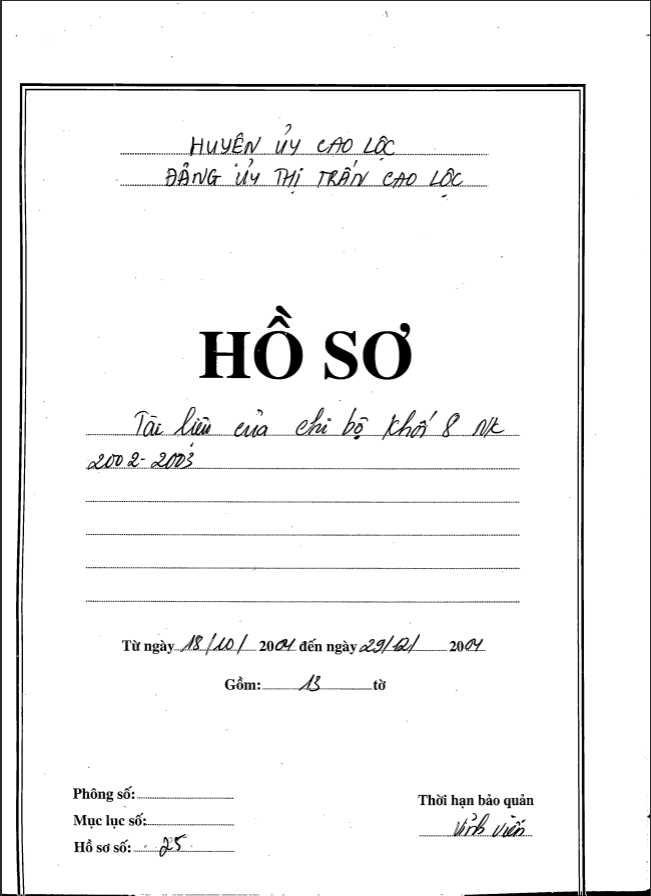 HUYỆN ỦY CAO LỘC
ĐẢNG ỦY THỊ TRẤN CAO LỘC
HỒ SƠ
Tài liệu của chi bộ khối 8 NK
2002-2003
Từ ngày 18/10/ 2001 đến ngày 29/12/ 2001
Gồm: 13 tờ
Phông số:
Mục lục số:
Hồ sơ số: 25
Thời hạn bảo quản
Vĩnh viễn